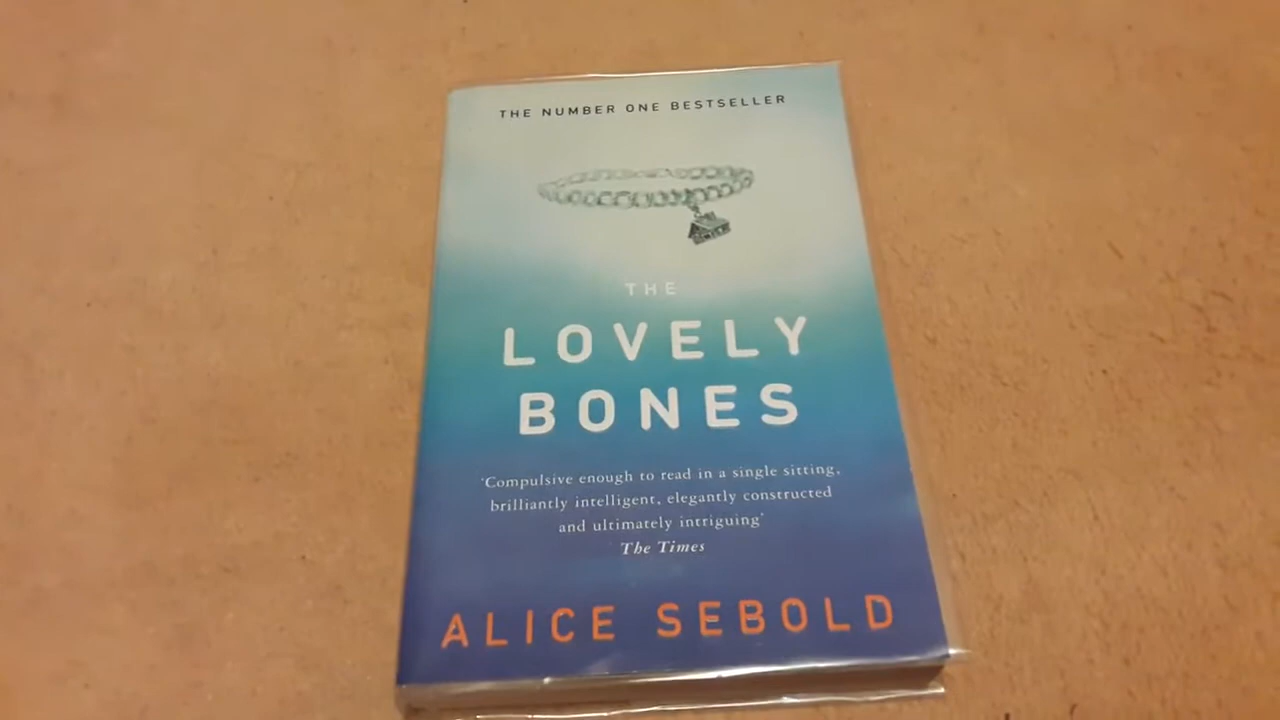 THE NUMBER ONE BESTSELLER
THE
LOVELY
BONES
'Compulsive enough to read in a single sitting,
brilliantly intelligent, elegantly constructed
and ultimately intriguing'
The Times
ALICE SEBOLD